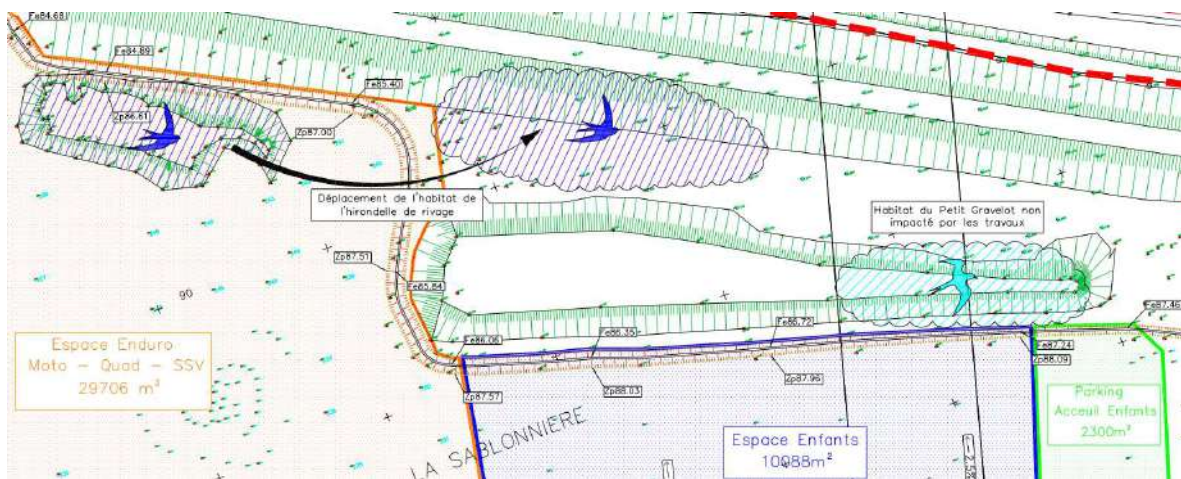 Fe84.68
Fe84.89
Fe85.40
Zp86.61
Zp87.00
Déplacement de l'habitat de
l'hirondelle de rivage
Habitat du Petit Gravelot non
impacté par les travaux
Zp87.51
Fe85.84
90
Fe87.46
Fe86.72
Fe86.35
Fe86.06
Fe87.24
Zp88.09
Espace Enduro
Moto - Quad - SSV
29706 m²
Zp87.96
Zp88.03
Zp87.57
Parking
Acceuil Enfants
2300m²
LA SABLONNIERE
Espace Enfants
10988m²